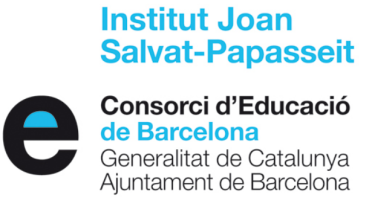 Institut Joan
Salvat-Papasseit
Consorci d'Educació
de Barcelona
Generalitat de Catalunya
Ajuntament de Barcelona